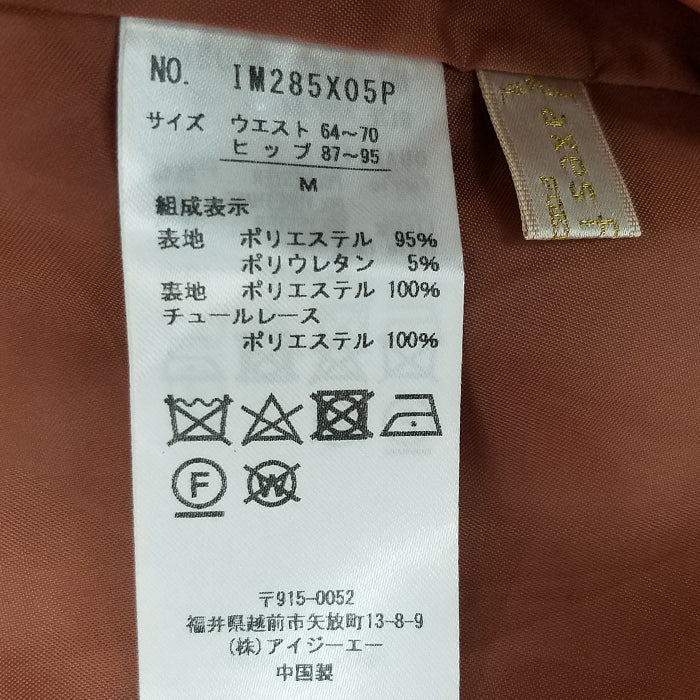 NO. IM285X05P
サイズ ウエスト 64～70
ヒップ 87～95
M
組成表示
表地 ポリエステル 95%
ポリウレタン 5%
裏地 ポリエステル 100%
チュールレース
ポリエステル 100%
F
W
〒915-0052
福井県越前市矢放町13-8-9
(株)アイジーエー
中国製
axes